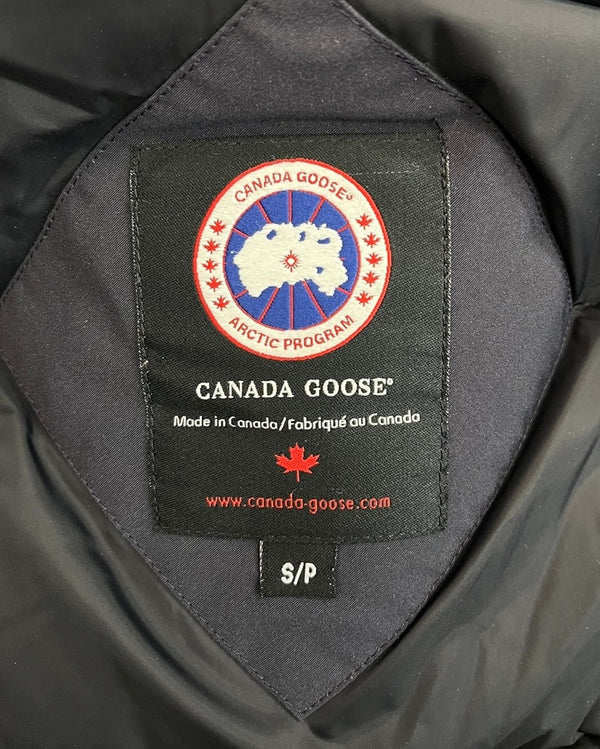 CANADA GOOSE®
ARCTIC PROGRAM
CANADA GOOSE®
Made in Canada/Fabriqué au Canada
www.canada-goose.com
S/P